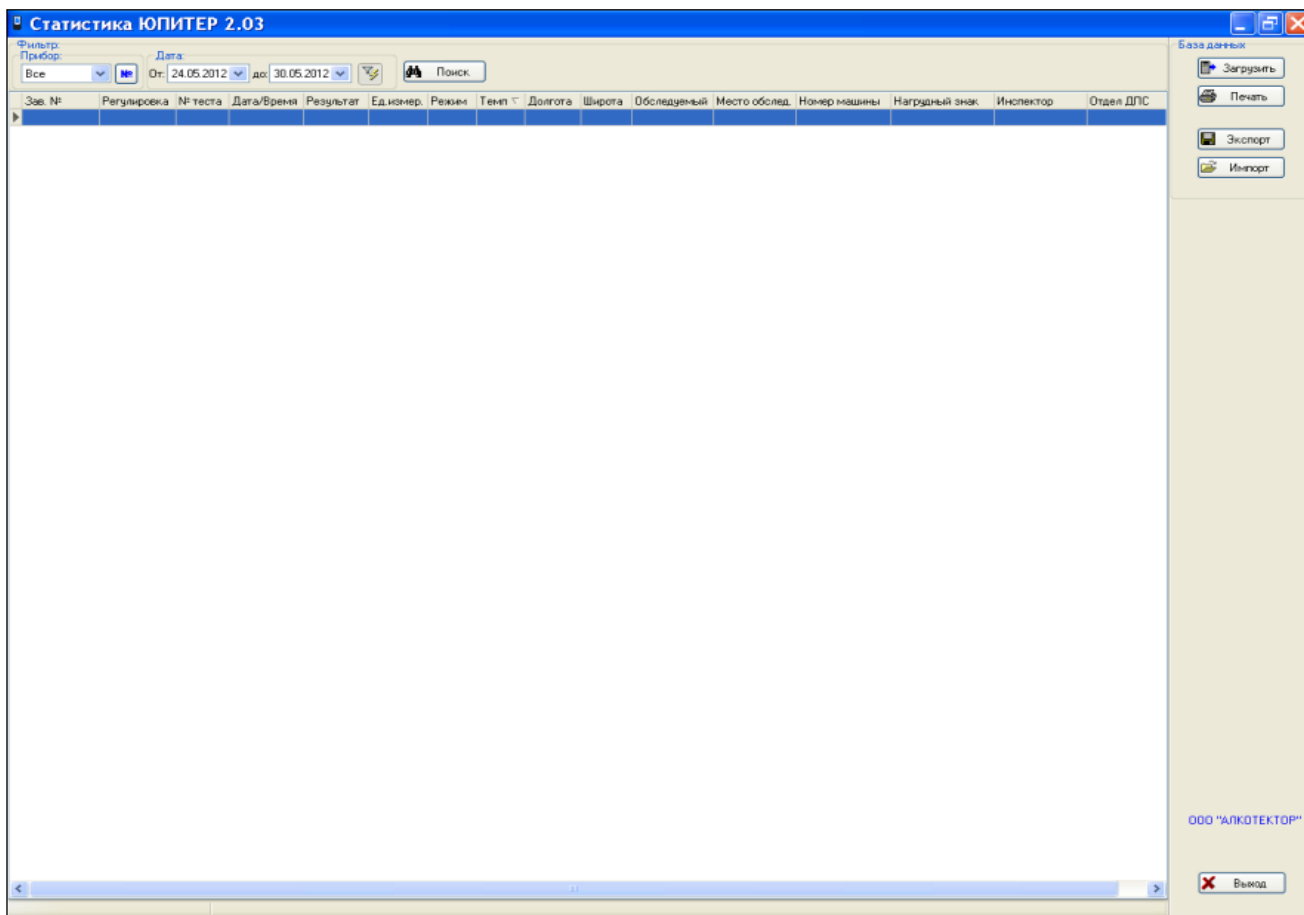 Статистика ЮПИТЕР 2.03
Фильтр:
Прибор: Дата:
Все № От: 24.05.2012 до: 30.05.2012 Поиск
Зав. № Регулировка № теста Дата/Время Результат Ед.измер. Режим Темп Долгота Широта Обследуемый Место обслед. Номер машины Нагрудный знак Инспектор Отдел ДПС
База данных
Загрузить
Печать
Экспорт
Импорт
ООО "АЛКОТЕКТОР"
Выход